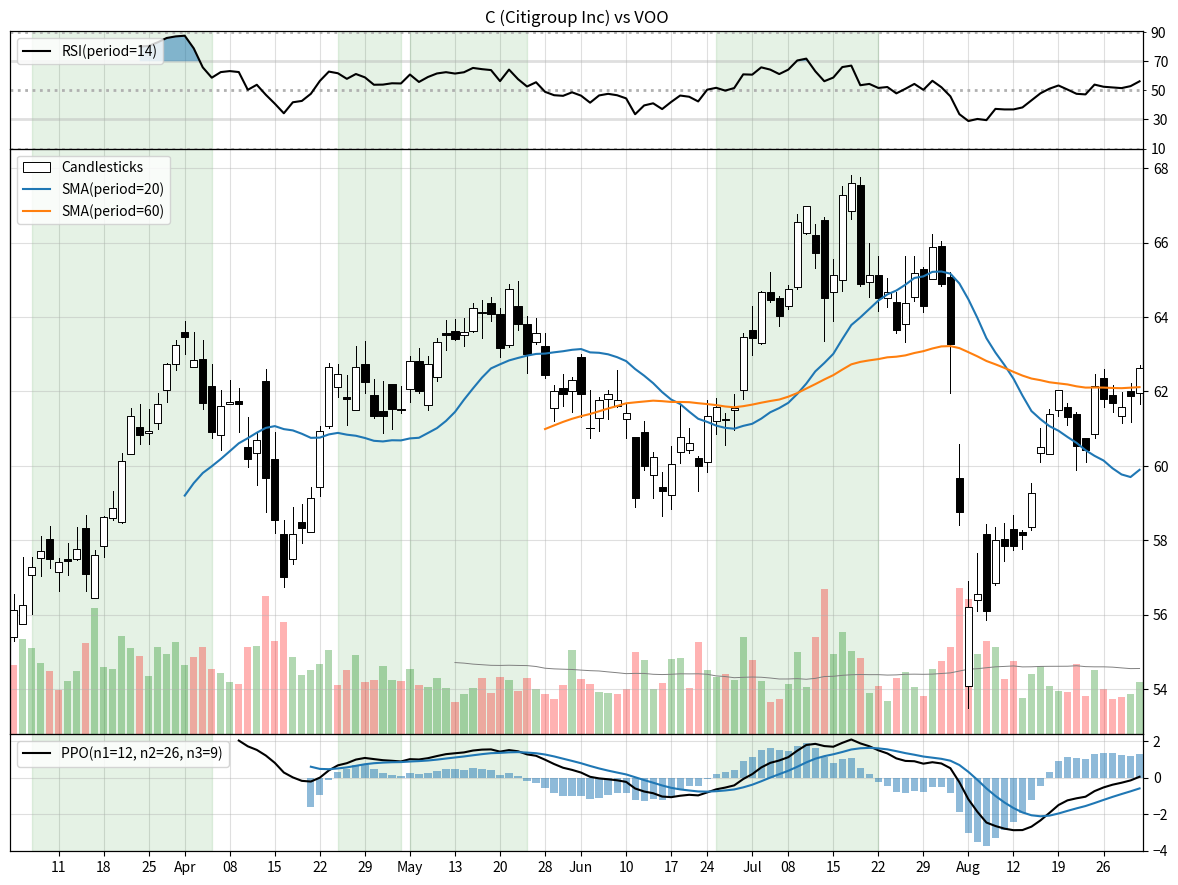 C (Citigroup Inc) vs VOO
RSI(period=14)
90
70
50
30
10
Candlesticks
SMA(period=20)
SMA(period=60)
68
66
64
62
60
58
56
54
PPO(n1=12, n2=26, n3=9)
2
0
−2
−4
11 18 25 Apr 08 15 22 29 May 13 20 28 Jun 10 17 24 Jul 08 15 22 29 Aug 12 19 26